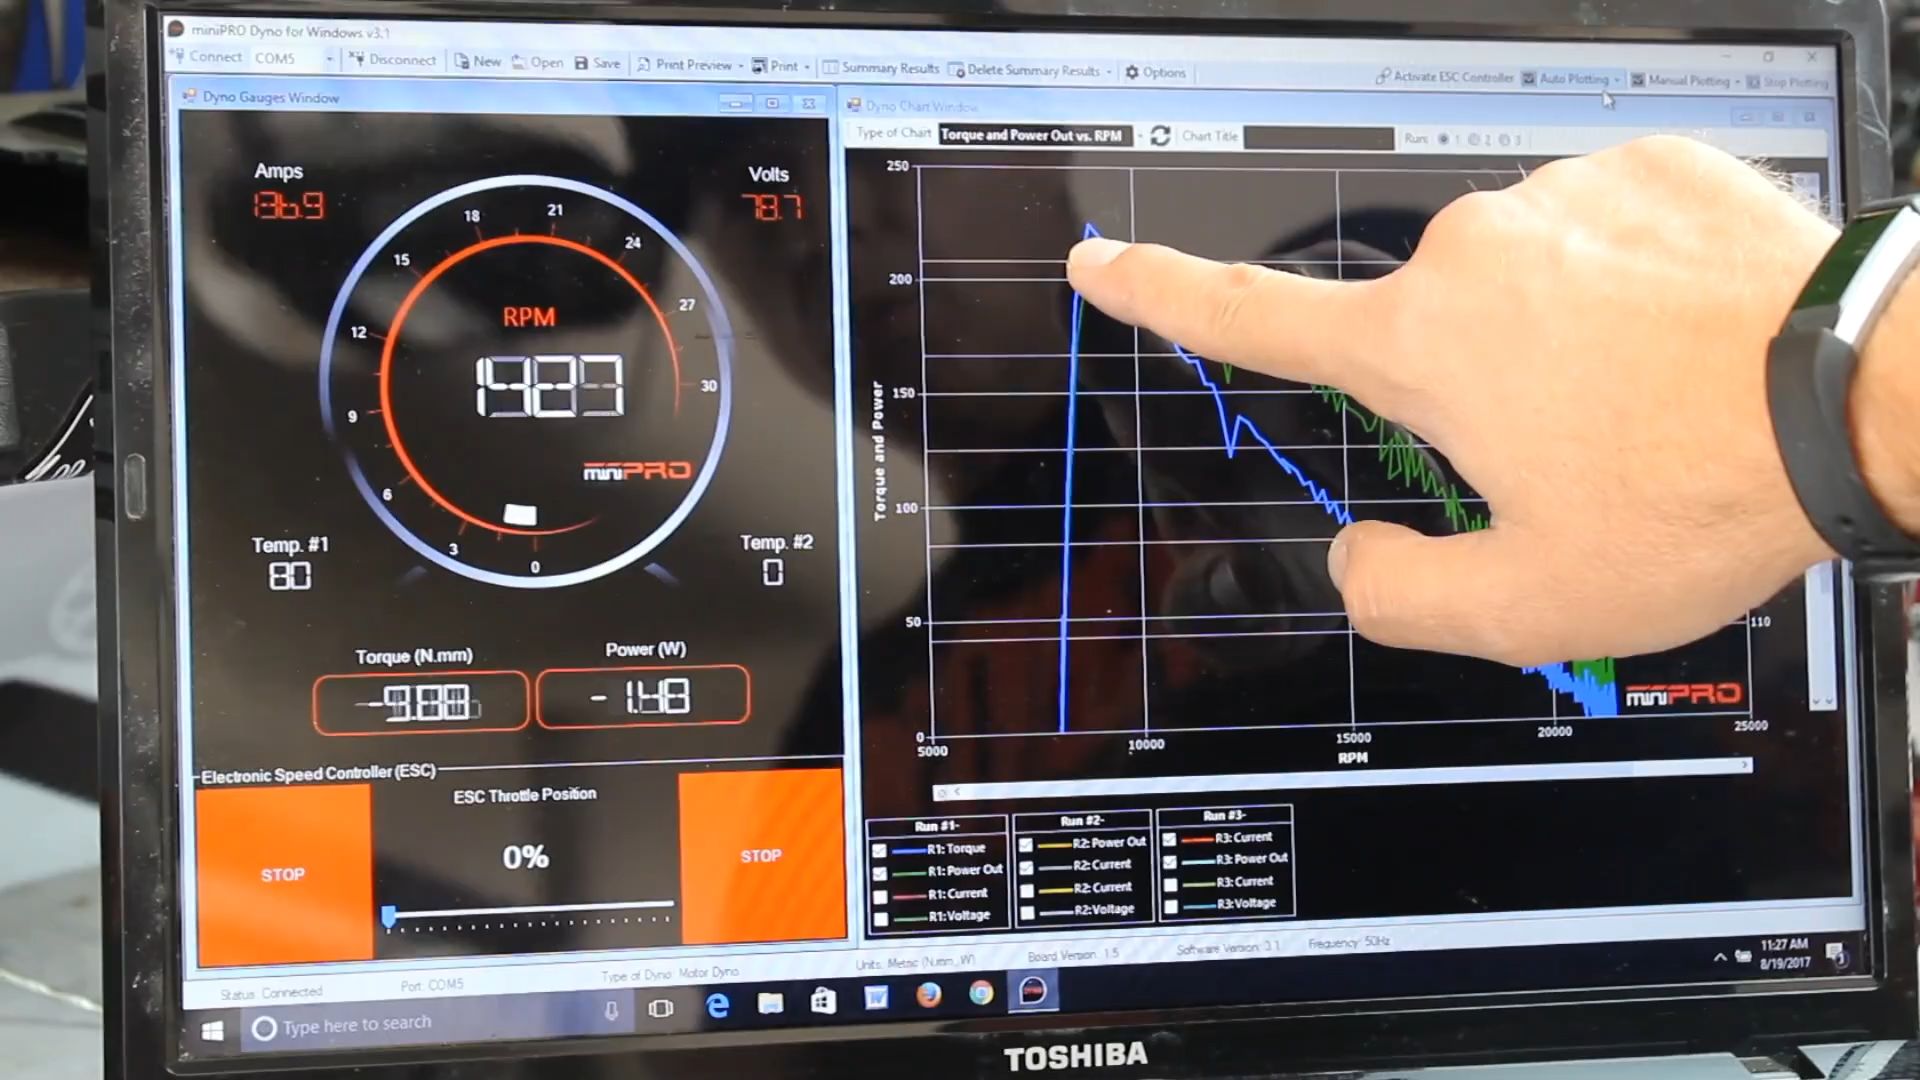 miniPRO Dyno for Windows v3.1
Connect COM5 Disconnect New Open Save Print Preview Print Summary Results Delete Summary Results Options Activate ESC Controller Auto Plotting Manual Plotting Stop Plotting
Dyno Gauges Window
Dyno Chart Window
Type of Chart Torque and Power Out vs. RPM Chart Title Run: 1 2 3
Amps
136.9
Volts
78.7
0 3 6 9 12 15 18 21 24 27 30
RPM
miniPRO
Temp. #1
80
Temp. #2
0
Torque (N.mm)
Power (W)
-1.48
Electronic Speed Controller (ESC)
STOP
ESC Throttle Position
0%
STOP
250
200
150
100
50
0
Torque and Power
110
miniPRO
5000 10000 15000 20000 25000
RPM
Run #1-
R1: Torque
R1: Power Out
R1: Current
R1: Voltage
Run #2-
R2: Power Out
R2: Current
R2: Current
R2: Voltage
Run #3-
R3: Current
R3: Power Out
R3: Current
R3: Voltage
Status: Connected Port: COM5 Type of Dyno: Motor Dyno Units: Metric (N.mm, W) Board Version: 1.5 Software Version: 3.1 Frequency: 50Hz
Type here to search
11:27 AM
8/19/2017
TOSHIBA